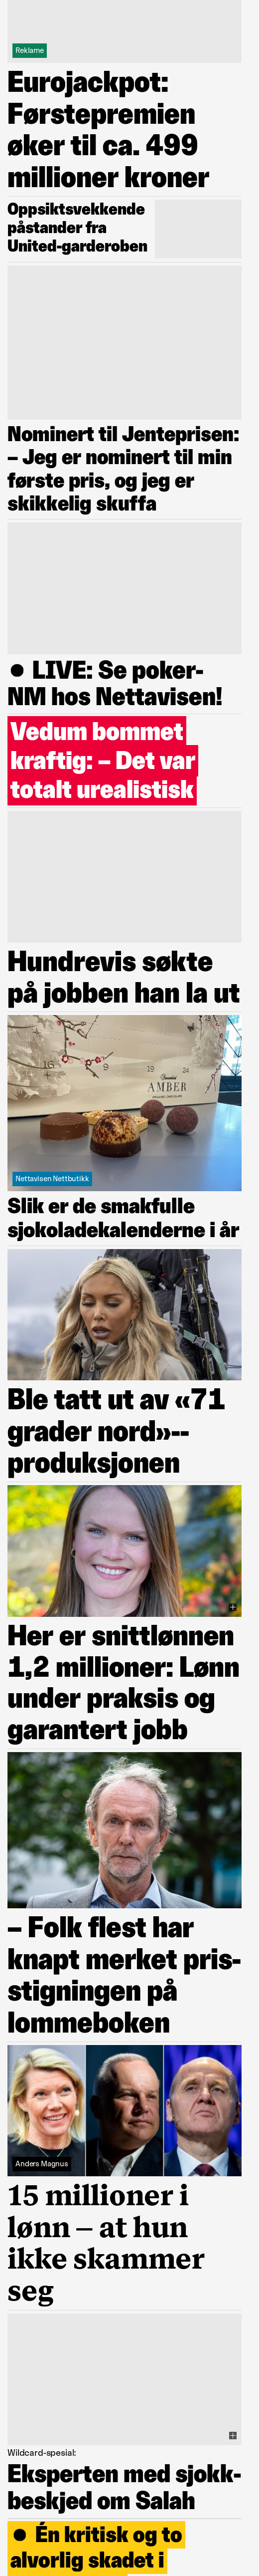 Reklame
Eurojackpot:
Førstepremien
øker til ca. 499
millioner kroner
Oppsiktsvekkende
påstander fra
United-garderoben
Nominert til Jenteprisen:
– Jeg er nominert til min
første pris, og jeg er
skikkelig skuffa
● LIVE: Se poker-
NM hos Nettavisen!
Vedum bommet
kraftig: – Det var
totalt urealistisk
Hundrevis søkte
på jobben han la ut
16
9
19
24
AMBER
Nettavisen Nettbutikk
Slik er de smakfulle
sjokoladekalenderne i år
Ble tatt ut av «71
grader nord»--
produksjonen
Her er snittlønnen
1,2 millioner: Lønn
under praksis og
garantert jobb
– Folk flest har
knapt merket pris-
stigningen på
lommeboken
Anders Magnus
15 millioner i
lønn – at hun
ikke skammer
seg
Wildcard-spesial:
Eksperten med sjokk-
beskjed om Salah
● Én kritisk og to
alvorlig skadet i